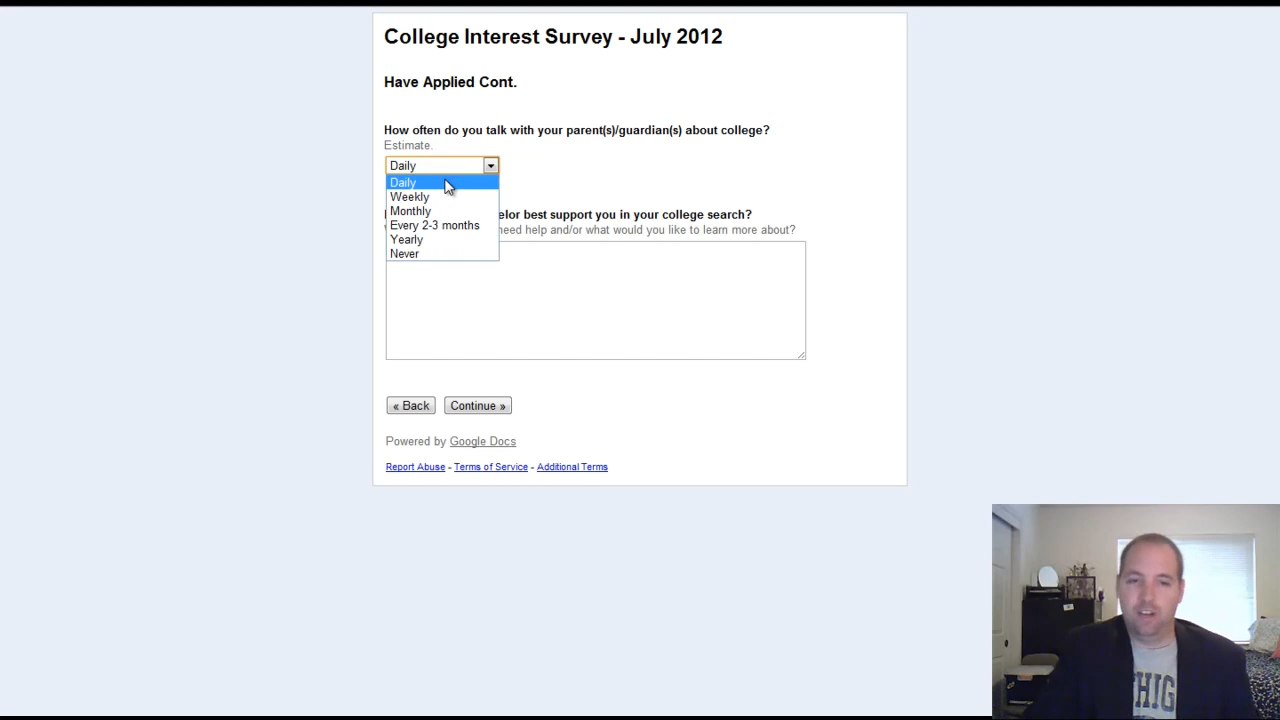 College Interest Survey - July 2012
Have Applied Cont.
How often do you talk with your parent(s)/guardian(s) about college?
Estimate.
Daily
Daily
Weekly
Monthly
Every 2-3 months
Yearly
Never
best support you in your college search?
need help and/or what would you like to learn more about?
« Back
Continue »
Powered by Google Docs
Report Abuse - Terms of Service - Additional Terms